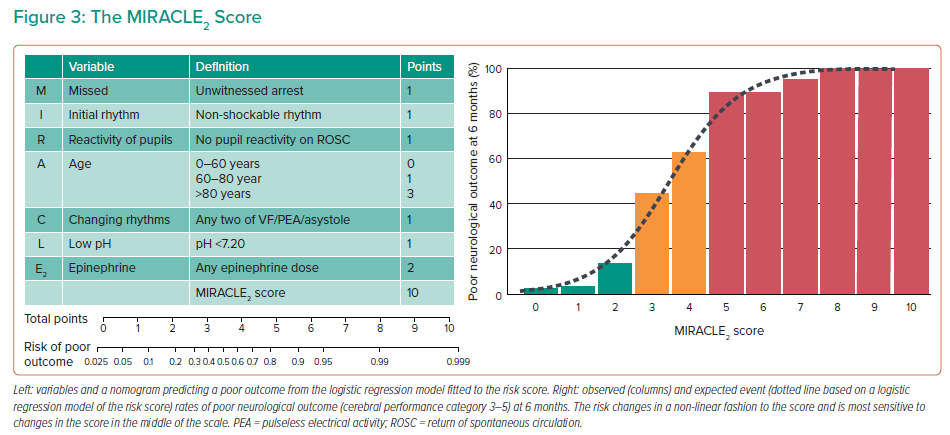 Figure 3: The MIRACLE₂ Score
Variable Definition Points
M Missed Unwitnessed arrest 1
I Initial rhythm Non-shockable rhythm 1
R Reactivity of pupils No pupil reactivity on ROSC 1
A Age 0–60 years 0
60–80 year 1
>80 years 3
C Changing rhythms Any two of VF/PEA/asystole 1
L Low pH pH <7.20 1
E₂ Epinephrine Any epinephrine dose 2
MIRACLE₂ score 10
Total points
0 1 2 3 4 5 6 7 8 9 10
Risk of poor
outcome 0.025 0.05 0.1 0.2 0.3 0.4 0.5 0.6 0.7 0.8 0.9 0.95 0.99 0.999
Poor neurological outcome at 6 months (%)
100
80
60
40
20
0
0 1 2 3 4 5 6 7 8 9 10
MIRACLE₂ score
Left: variables and a nomogram predicting a poor outcome from the logistic regression model fitted to the risk score. Right: observed (columns) and expected event (dotted line based on a logistic
regression model of the risk score) rates of poor neurological outcome (cerebral performance category 3–5) at 6 months. The risk changes in a non-linear fashion to the score and is most sensitive to
changes in the score in the middle of the scale. PEA = pulseless electrical activity; ROSC = return of spontaneous circulation.